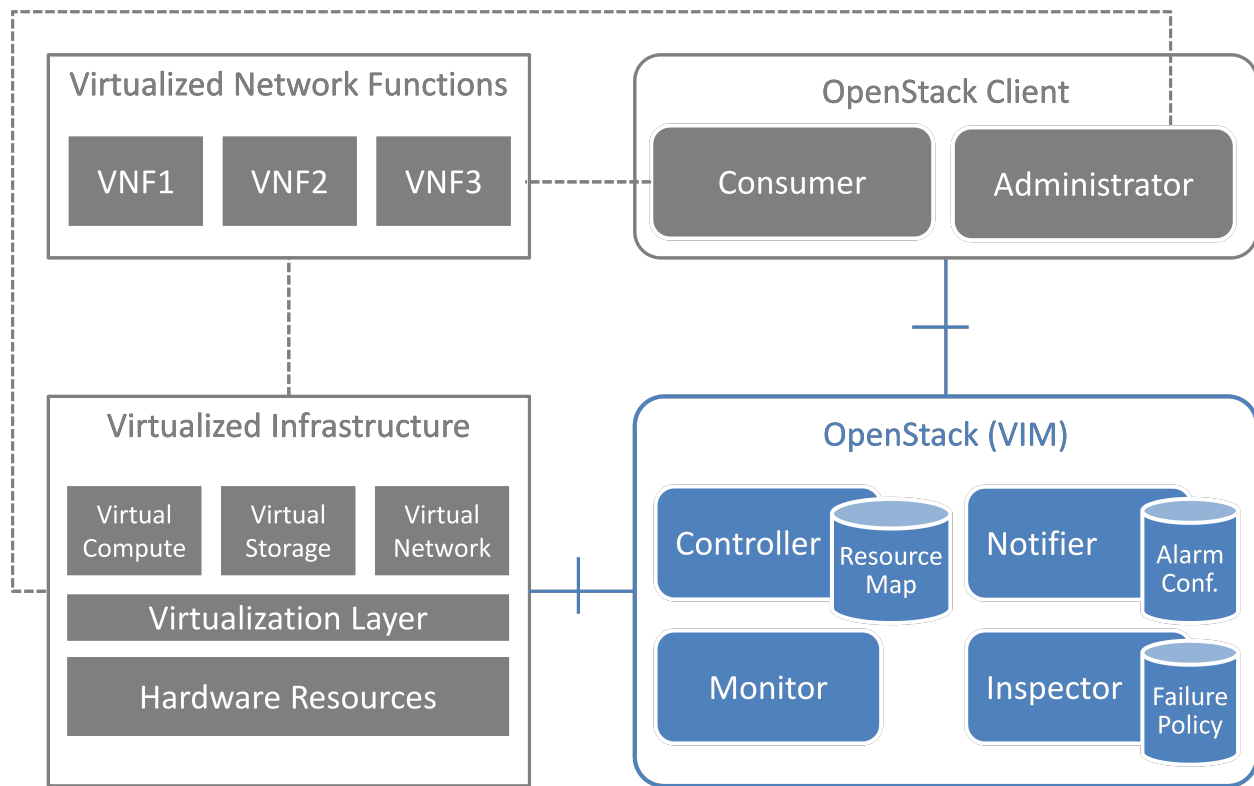 Virtualized Network Functions
VNF1
VNF2
VNF3
OpenStack Client
Consumer
Administrator
Virtualized Infrastructure
Virtual
Compute
Virtual
Storage
Virtual
Network
Virtualization Layer
Hardware Resources
OpenStack (VIM)
Controller
Resource
Map
Notifier
Alarm
Conf.
Monitor
Inspector
Failure
Policy